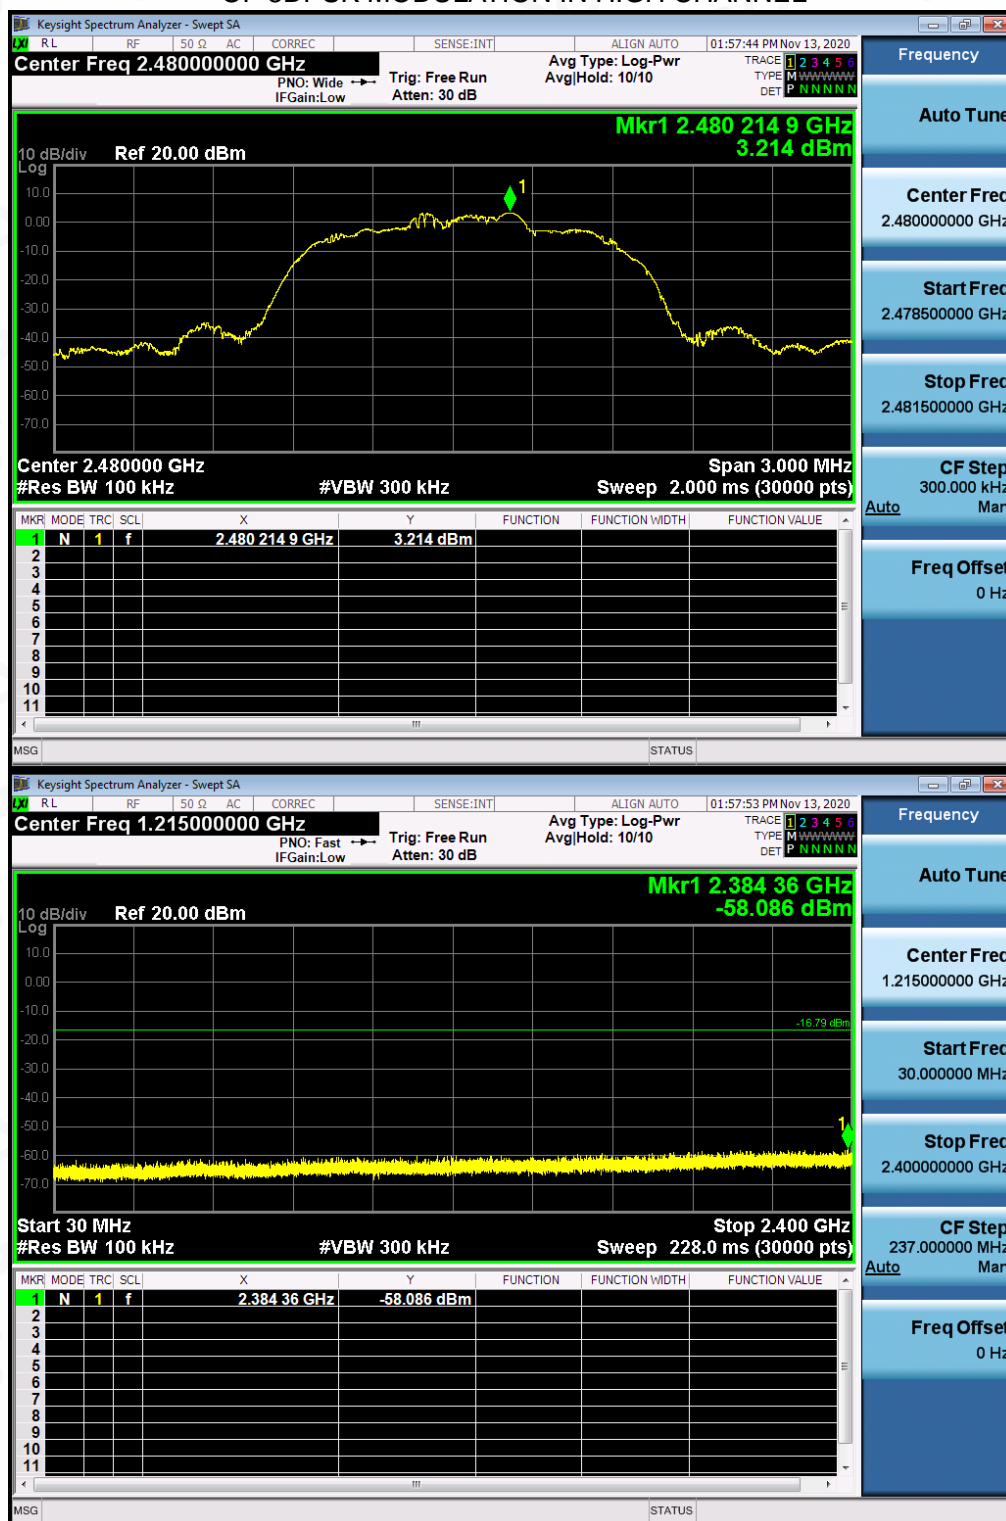 OF 8DPSK MODULATION IN HIGH CHANNEL
Keysight Spectrum Analyzer - Swept SA
LXI RL RF 50 Ω AC CORREC SENSE:INT ALIGN AUTO 01:57:44 PM Nov 13, 2020
Center Freq 2.480000000 GHz
PNO: Wide
IFGain:Low
Trig: Free Run
Atten: 30 dB
Avg Type: Log-Pwr
Avg|Hold: 10/10
TRACE 1 2 3 4 5 6
TYPE M WWWWW
DET P N N N N N
Mkr1 2.480 214 9 GHz
3.214 dBm
10 dB/div Ref 20.00 dBm
Log
10.0
0.00
-10.0
-20.0
-30.0
-40.0
-50.0
-60.0
-70.0
1
Center 2.480000 GHz Span 3.000 MHz
#Res BW 100 kHz #VBW 300 kHz Sweep 2.000 ms (30000 pts)
MKR MODE TRC SCL X Y FUNCTION FUNCTION WIDTH FUNCTION VALUE
1 N 1 f 2.480 214 9 GHz 3.214 dBm
2
3
4
5
6
7
8
9
10
11
MSG STATUS
Frequency
Auto Tune
Center Freq
2.480000000 GHz
Start Freq
2.478500000 GHz
Stop Freq
2.481500000 GHz
CF Step
300.000 kHz
Auto Man
Freq Offset
0 Hz
Keysight Spectrum Analyzer - Swept SA
LXI RL RF 50 Ω AC CORREC SENSE:INT ALIGN AUTO 01:57:53 PM Nov 13, 2020
Center Freq 1.215000000 GHz
PNO: Fast
IFGain:Low
Trig: Free Run
Atten: 30 dB
Avg Type: Log-Pwr
Avg|Hold: 10/10
TRACE 1 2 3 4 5 6
TYPE M WWWWW
DET P N N N N N
Mkr1 2.384 36 GHz
-58.086 dBm
10 dB/div Ref 20.00 dBm
Log
10.0
0.00
-10.0
-20.0
-30.0
-40.0
-50.0
-60.0
-70.0
-16.79 dBm
1
Start 30 MHz Stop 2.400 GHz
#Res BW 100 kHz #VBW 300 kHz Sweep 228.0 ms (30000 pts)
MKR MODE TRC SCL X Y FUNCTION FUNCTION WIDTH FUNCTION VALUE
1 N 1 f 2.384 36 GHz -58.086 dBm
2
3
4
5
6
7
8
9
10
11
MSG STATUS
Frequency
Auto Tune
Center Freq
1.215000000 GHz
Start Freq
30.000000 MHz
Stop Freq
2.400000000 GHz
CF Step
237.000000 MHz
Auto Man
Freq Offset
0 Hz